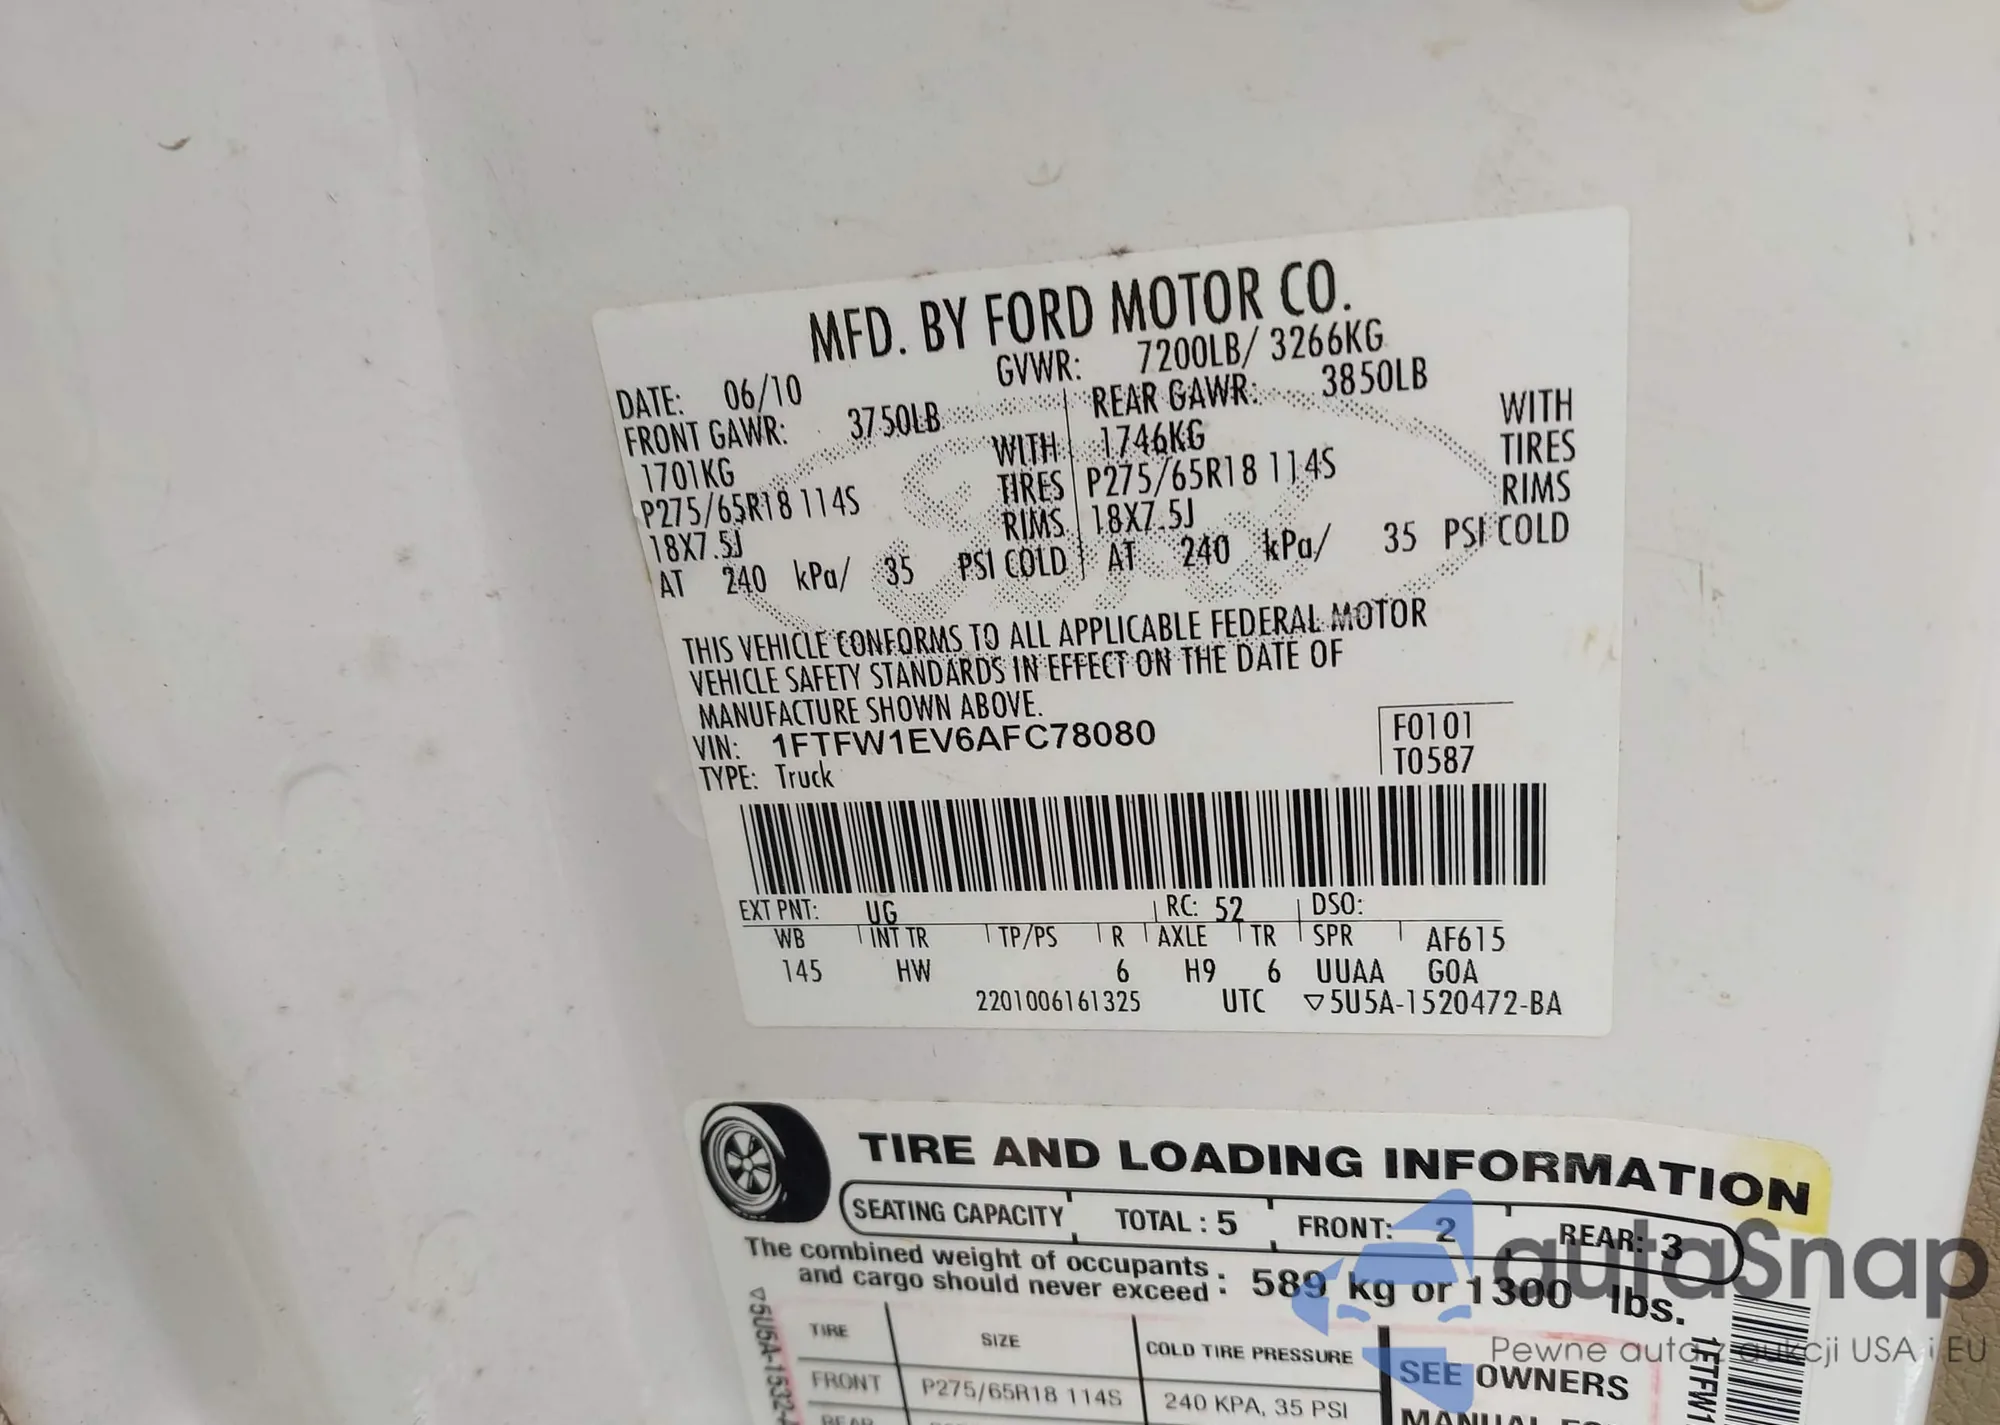 MFD. BY FORD MOTOR CO.
DATE: 06/10 GVWR: 7200LB/ 3266KG
FRONT GAWR: 3750LB REAR GAWR: 3850LB
1701KG WITH 1746KG WITH
P275/65R18 114S TIRES P275/65R18 114S TIRES
18X7.5J RIMS 18X7.5J RIMS
AT 240 kPa/ 35 PSI COLD AT 240 kPa/ 35 PSI COLD
THIS VEHICLE CONFORMS TO ALL APPLICABLE FEDERAL MOTOR
VEHICLE SAFETY STANDARDS IN EFFECT ON THE DATE OF
MANUFACTURE SHOWN ABOVE.
VIN: 1FTFW1EV6AFC78080 F0101
TYPE: Truck T0587
EXT PNT: UG RC: 52 DSO:
WB INT TR TP/PS R AXLE TR SPR AF615
145 HW 6 H9 6 UUAA GOA
2201006161325 UTC ▽5U5A-1520472-BA
TIRE AND LOADING INFORMATION
SEATING CAPACITY TOTAL : 5 FRONT: 2 REAR: 3
The combined weight of occupants
and cargo should never exceed : 589 kg or 1300 lbs.
TIRE SIZE COLD TIRE PRESSURE SEE OWNERS
FRONT P275/65R18 114S 240 KPA, 35 PSI MANUAL
REAR
▽5U5A-1532
1FTFW1
autaSnap
Pewne auta z aukcji USA i EU